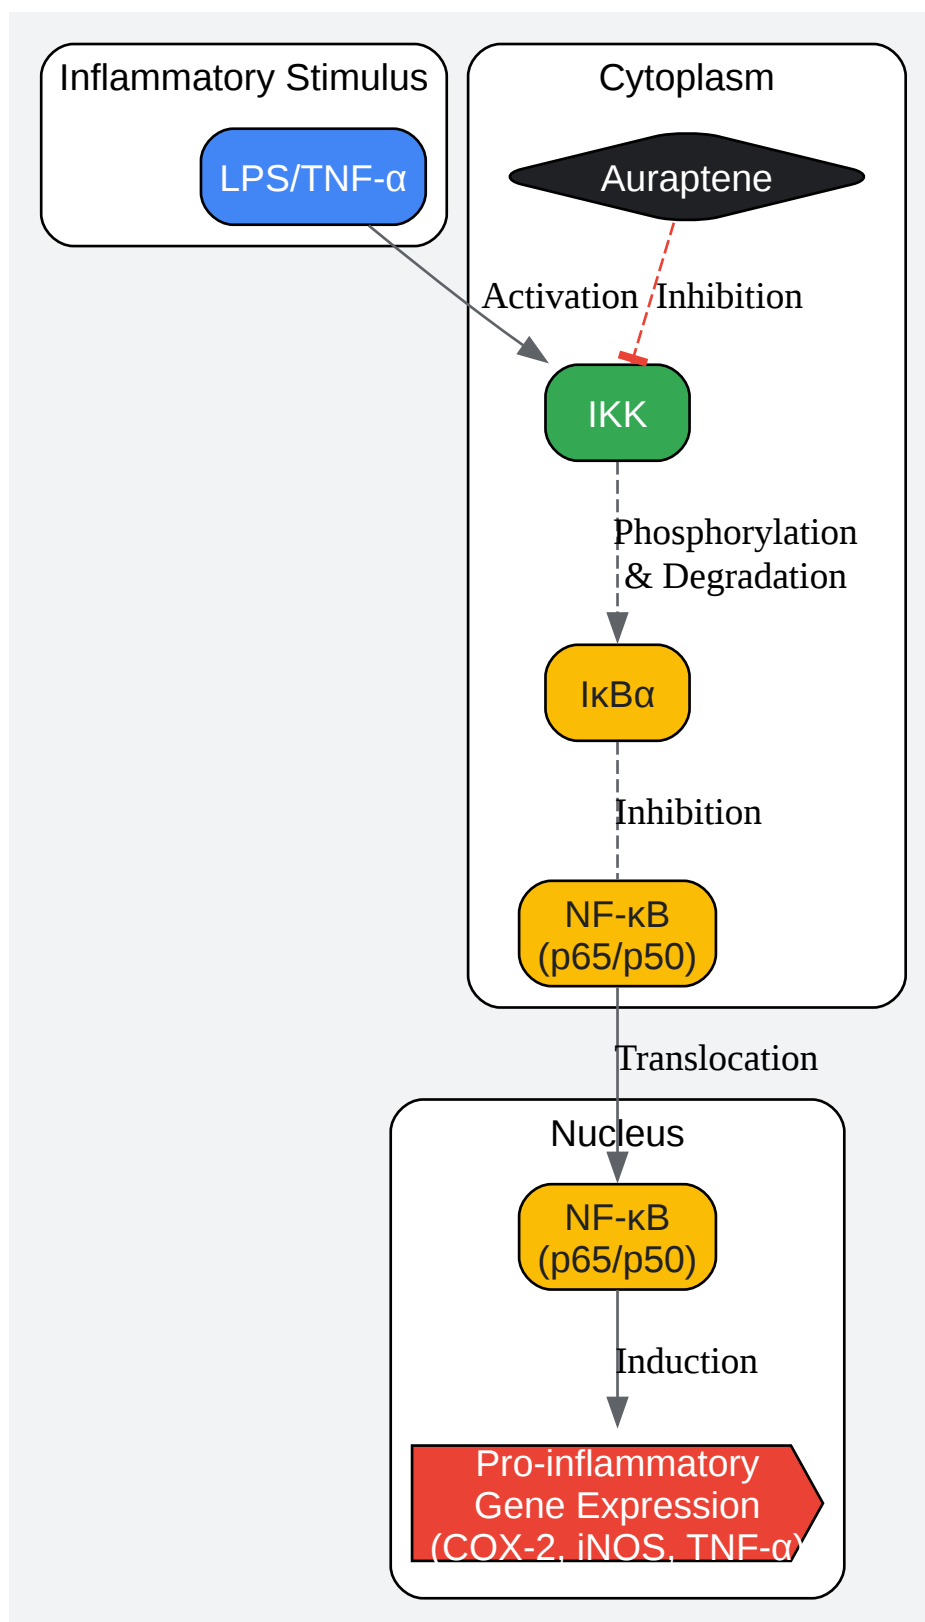 Inflammatory Stimulus
Cytoplasm
LPS/TNF-α
Auraptene
Activation
Inhibition
IKK
Phosphorylation
& Degradation
IκBα
Inhibition
NF-κB
(p65/p50)
Translocation
Nucleus
NF-κB
(p65/p50)
Induction
Pro-inflammatory
Gene Expression
(COX-2, iNOS, TNF-α)